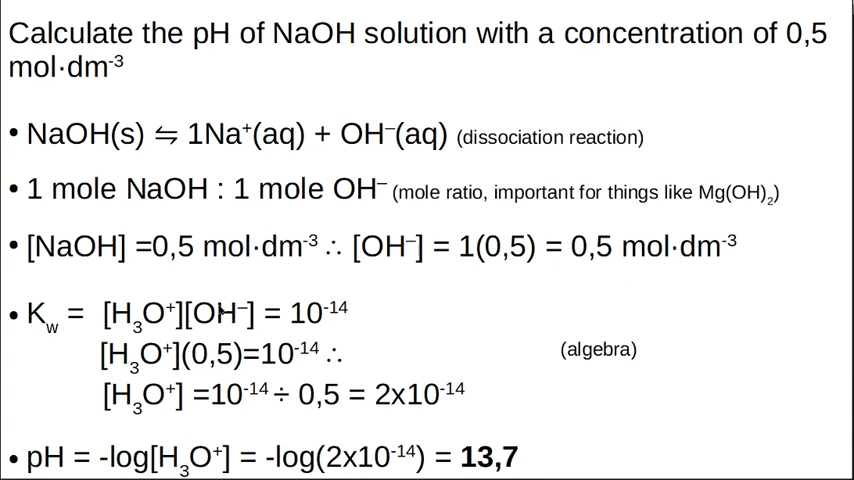 Calculate the pH of NaOH solution with a concentration of 0,5
mol·dm⁻³
• NaOH(s) ⇋ 1Na⁺(aq) + OH⁻(aq) (dissociation reaction)
• 1 mole NaOH : 1 mole OH⁻ (mole ratio, important for things like Mg(OH)₂)
• [NaOH] =0,5 mol·dm⁻³ ∴ [OH⁻] = 1(0,5) = 0,5 mol·dm⁻³
• K_w = [H₃O⁺][OH⁻] = 10⁻¹⁴
[H₃O⁺](0,5)=10⁻¹⁴ ∴ (algebra)
[H₃O⁺] =10⁻¹⁴ ÷ 0,5 = 2x10⁻¹⁴
• pH = -log[H₃O⁺] = -log(2x10⁻¹⁴) = 13,7